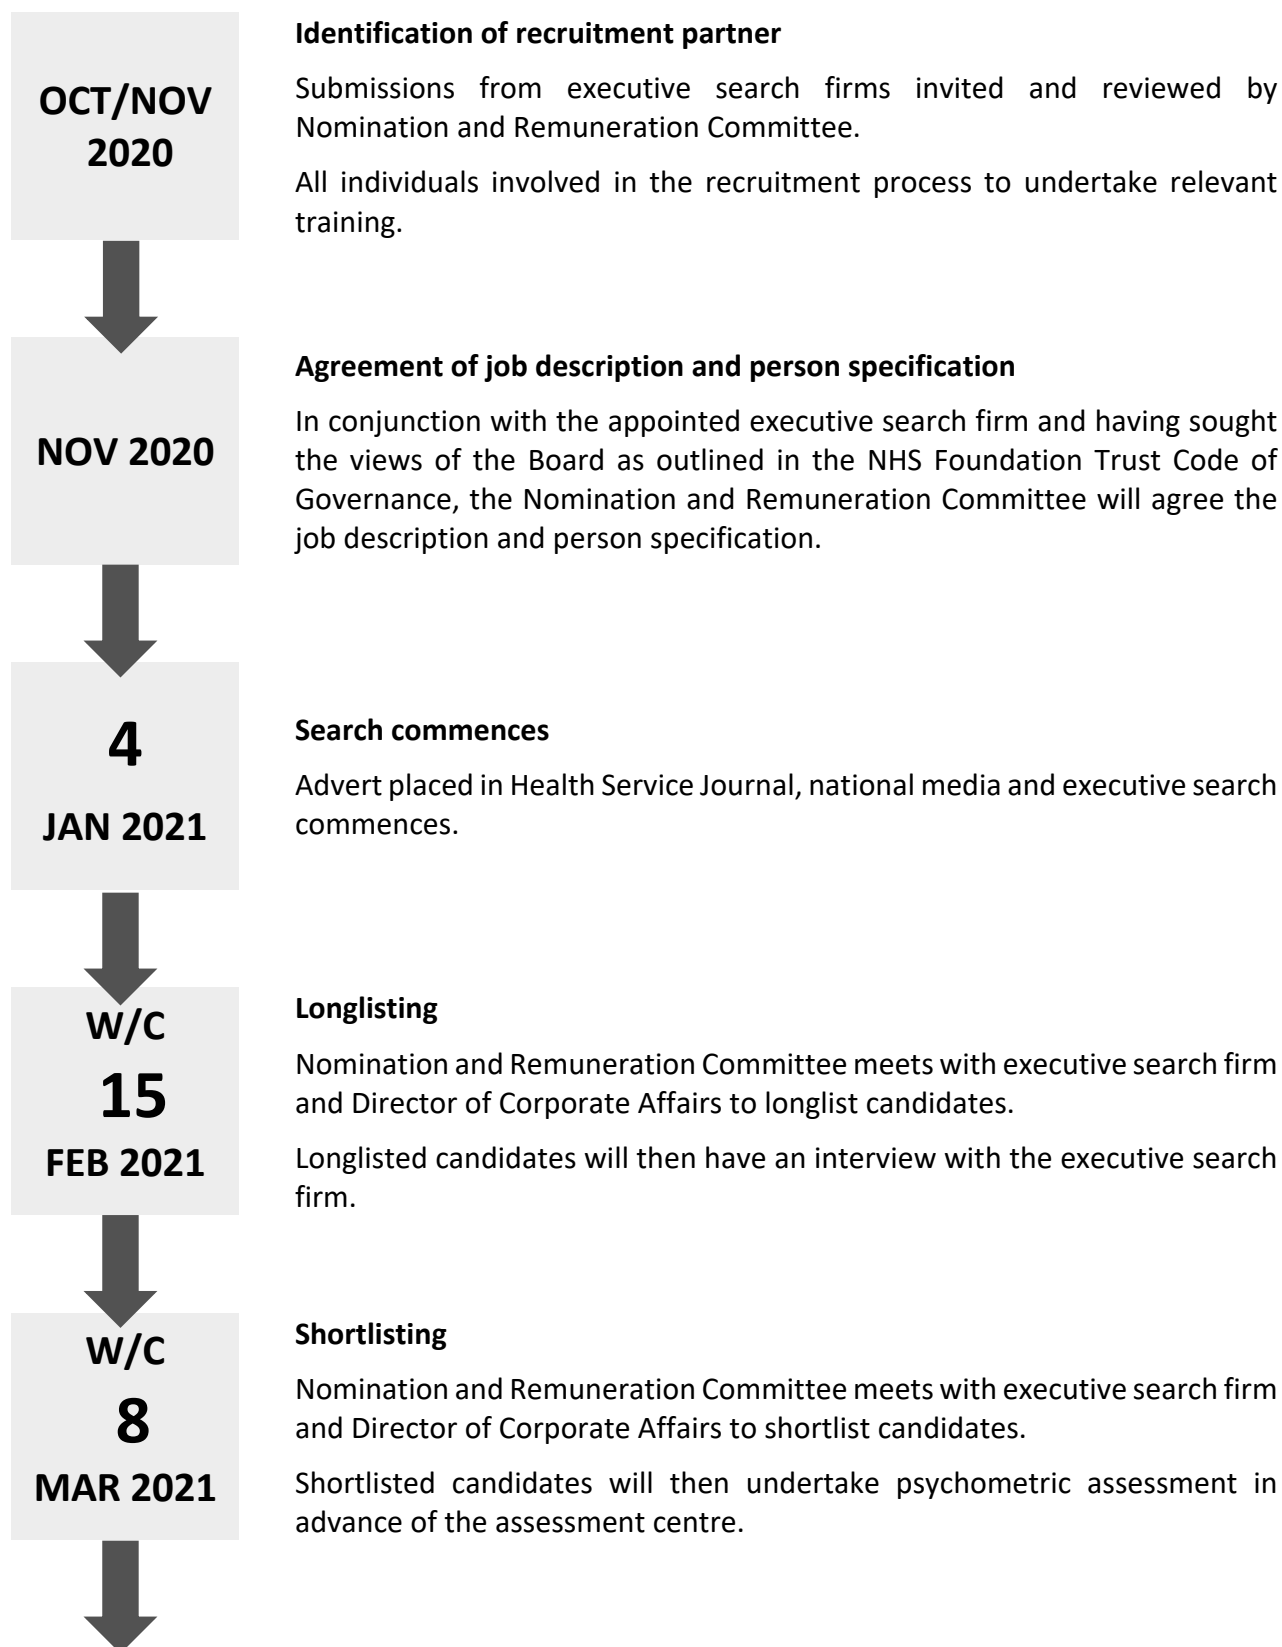 OCT/NOV
2020
Identification of recruitment partner
Submissions from executive search firms invited and reviewed by
Nomination and Remuneration Committee.
All individuals involved in the recruitment process to undertake relevant
training.
NOV 2020
Agreement of job description and person specification
In conjunction with the appointed executive search firm and having sought
the views of the Board as outlined in the NHS Foundation Trust Code of
Governance, the Nomination and Remuneration Committee will agree the
job description and person specification.
4
JAN 2021
Search commences
Advert placed in Health Service Journal, national media and executive search
commences.
W/C
15
FEB 2021
Longlisting
Nomination and Remuneration Committee meets with executive search firm
and Director of Corporate Affairs to longlist candidates.
Longlisted candidates will then have an interview with the executive search
firm.
W/C
8
MAR 2021
Shortlisting
Nomination and Remuneration Committee meets with executive search firm
and Director of Corporate Affairs to shortlist candidates.
Shortlisted candidates will then undertake psychometric assessment in
advance of the assessment centre.